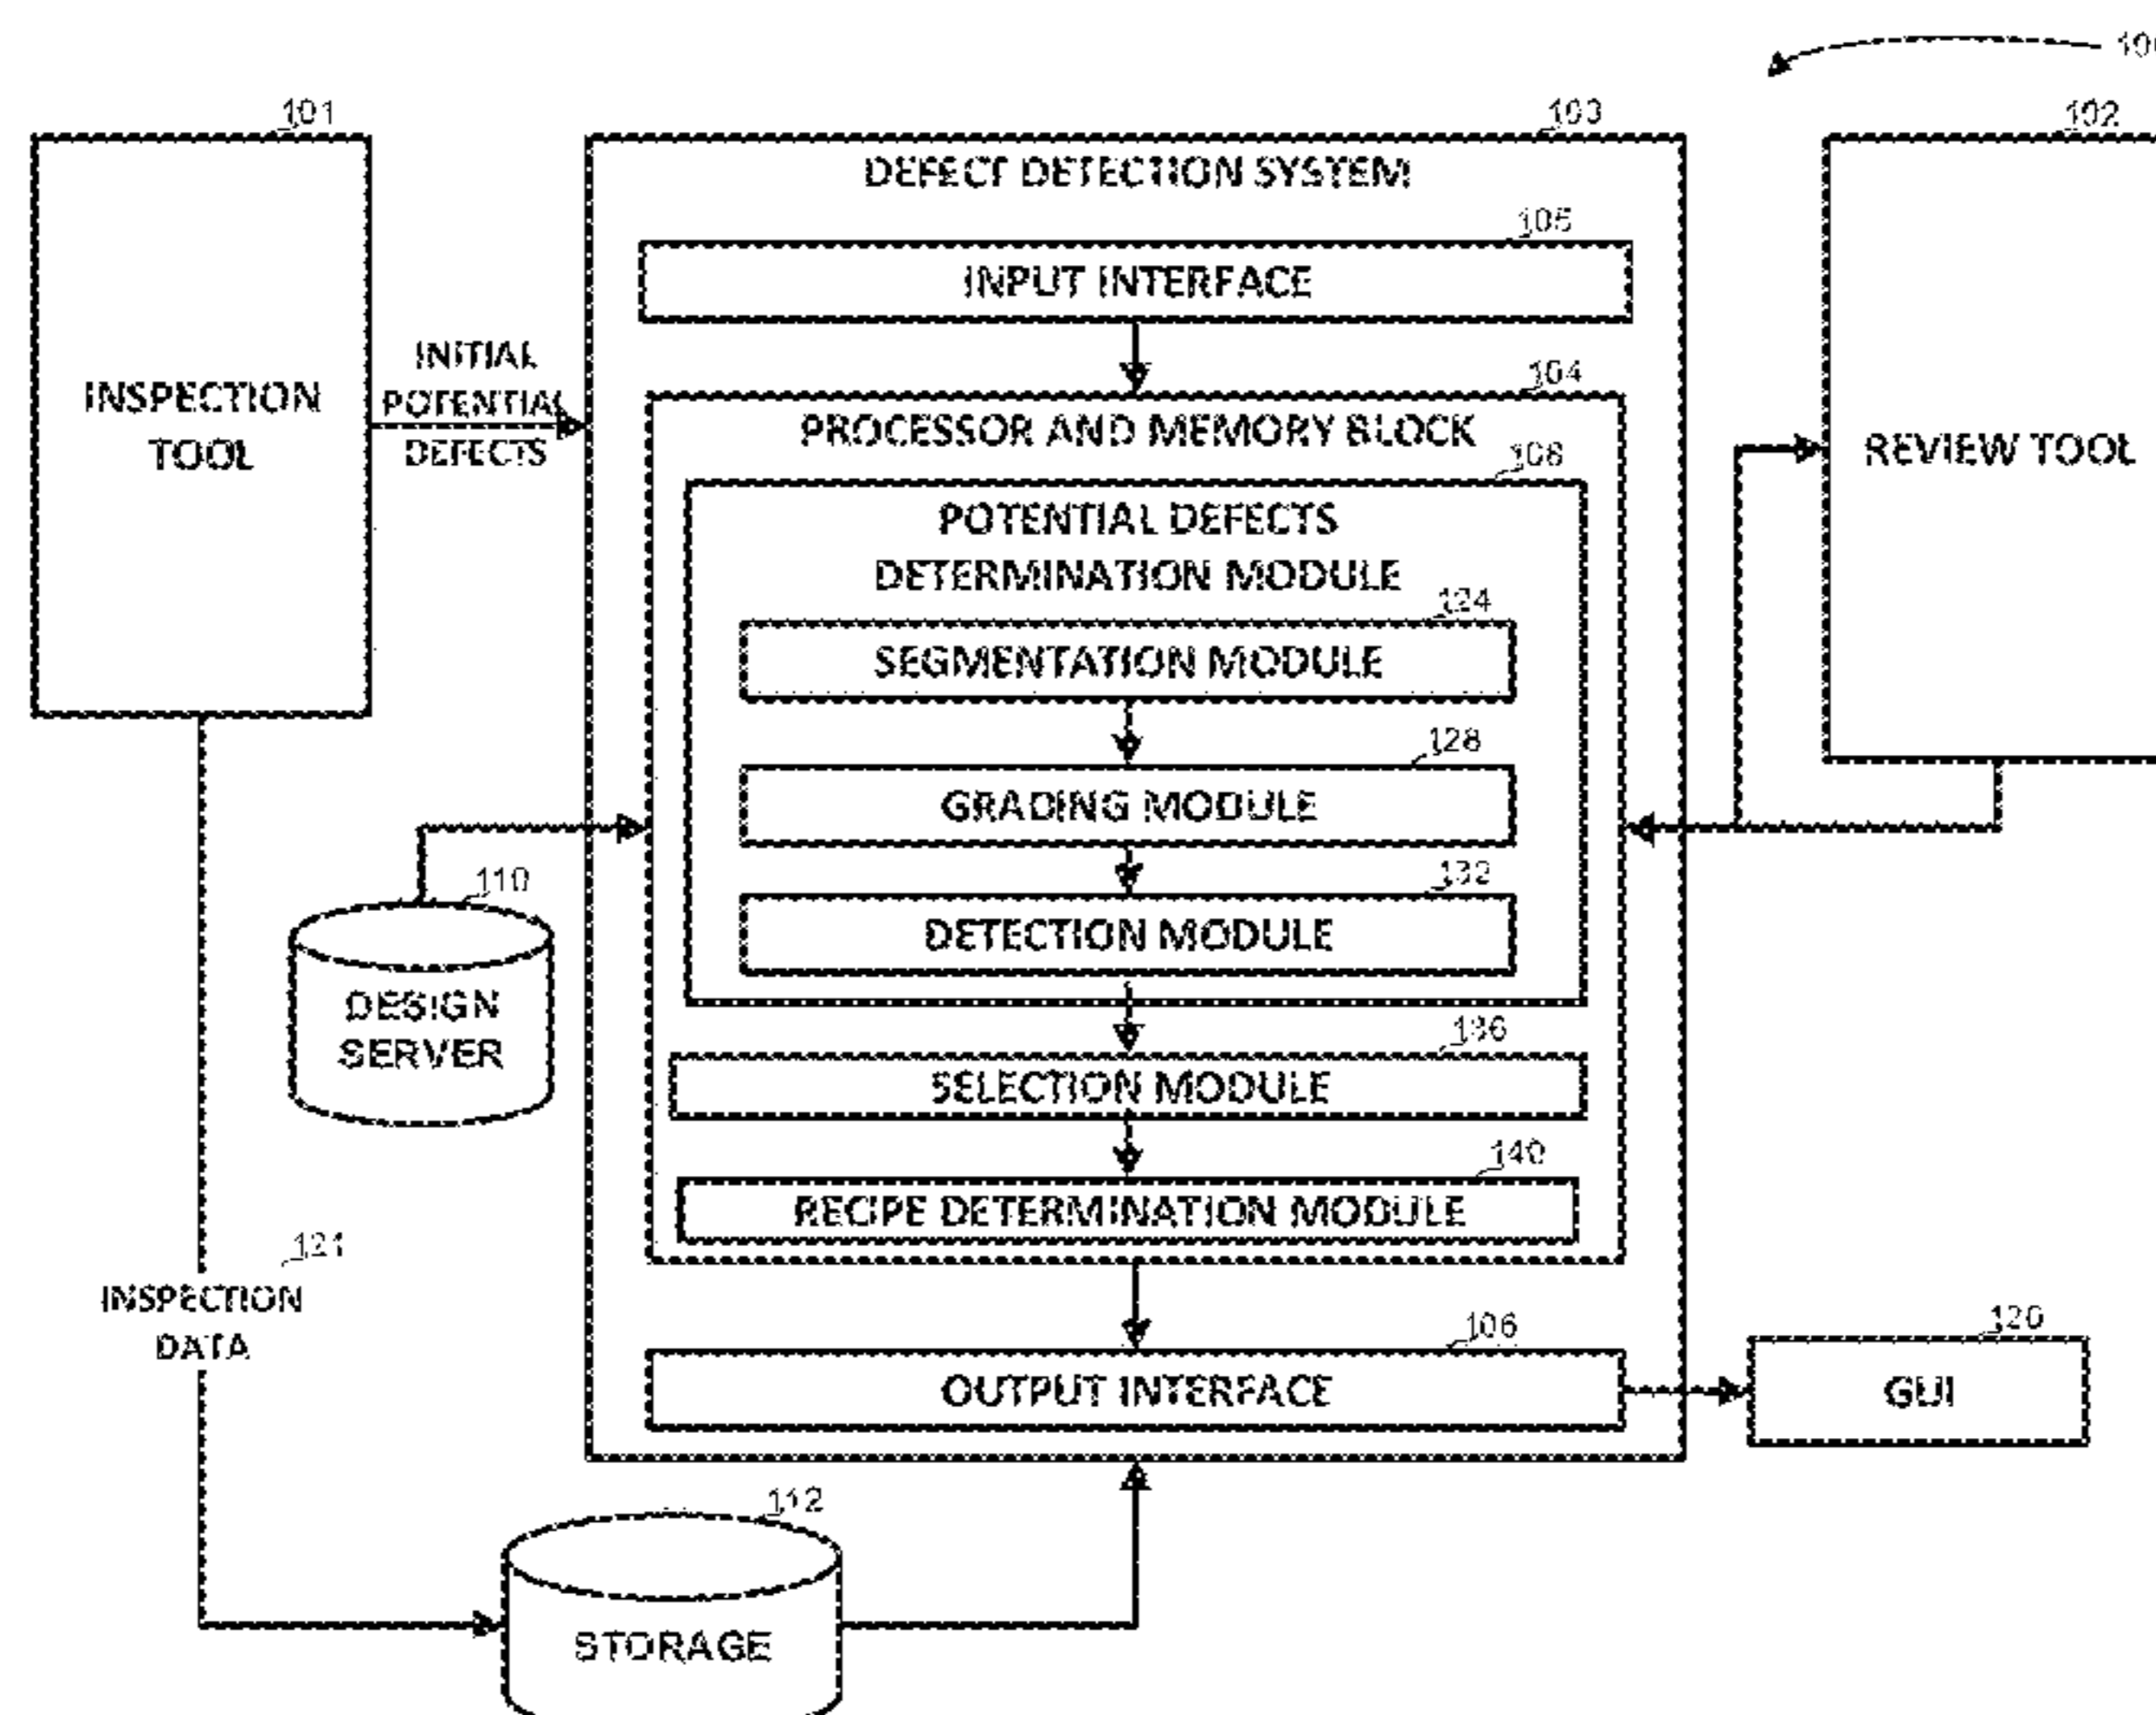 101
103
102
DEFECT DETECTION SYSTEM
105
INPUT INTERFACE
INITIAL
POTENTIAL
DEFECTS
INSPECTION
TOOL
104
PROCESSOR AND MEMORY BLOCK
REVIEW TOOL
108
POTENTIAL DEFECTS
DETERMINATION MODULE
124
SEGMENTATION MODULE
128
GRADING MODULE
110
132
DETECTION MODULE
DESIGN
SERVER
136
SELECTION MODULE
140
RECIPE DETERMINATION MODULE
121
INSPECTION
DATA
106
120
OUTPUT INTERFACE
GUI
112
STORAGE